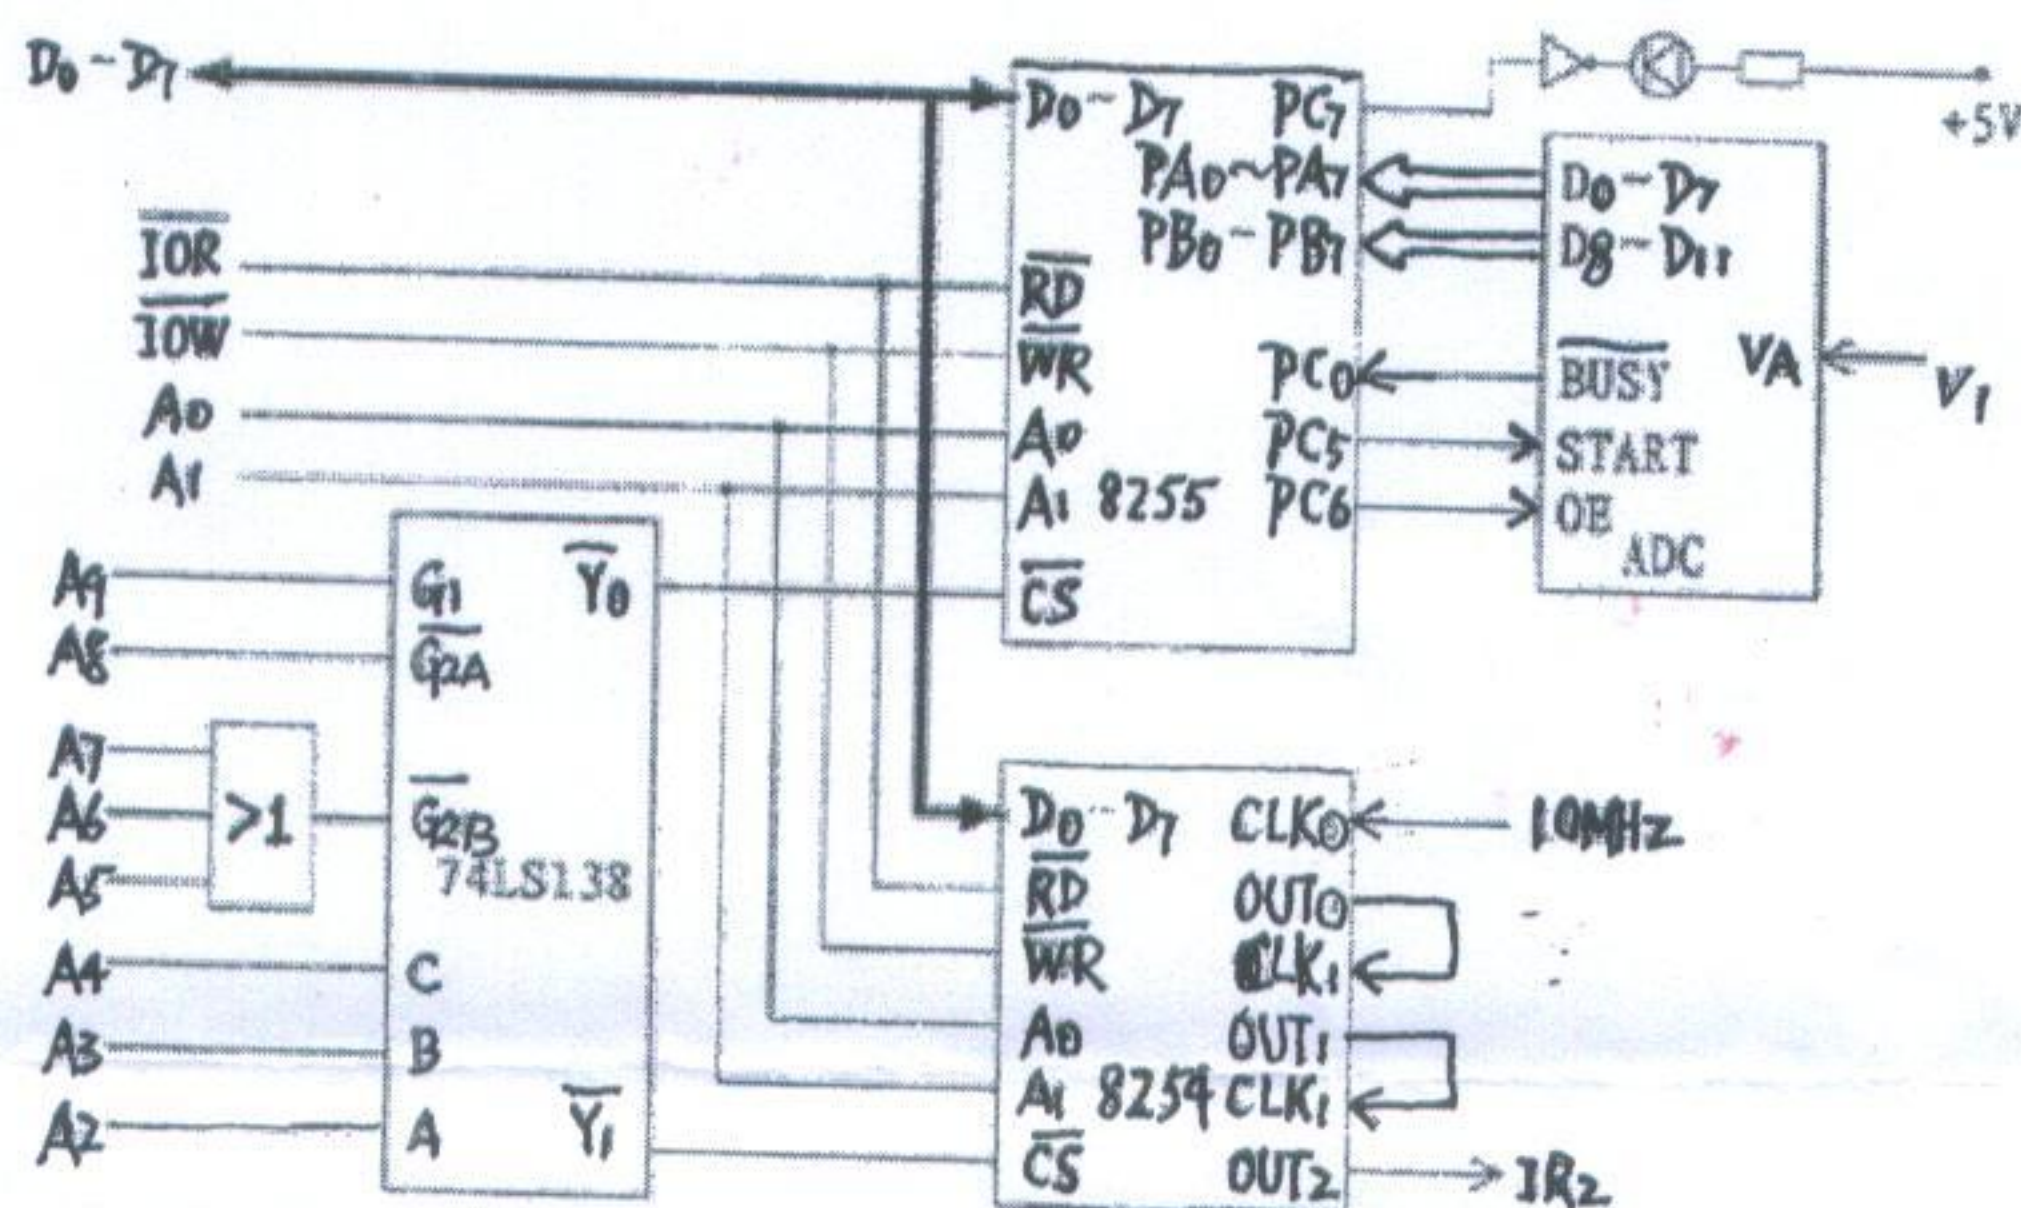 D0~D7
D0~D7 PC7
+5V
PA0~PA7
D0~D7
PB0~PB7
D8~D11
IOR
RD
IOW
WR
PC0
BUSY
VA
V1
A0
A0
PC5
START
A1
A1 8255 PC6
OE
ADC
A9
G1 Y0
CS
A8
G2A
A7
A6
A5
>1
G2B
74LS138
D0~D7 CLK0
10MHz
RD
OUT0
WR
CLK1
A4
C
A3
B
A0
OUT1
A1 8254 CLK1
A2
A
Y1
CS
OUT2
IR2